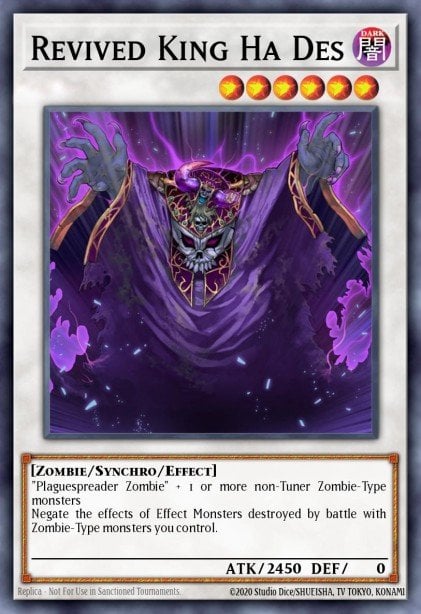 Revived King Ha Des
DARK
闇
[Zombie/Synchro/Effect]
"Plaguespreader Zombie" + 1 or more non-Tuner Zombie-Type
monsters
Negate the effects of Effect Monsters destroyed by battle with
Zombie-Type monsters you control.
ATK/2450 DEF/ 0
Replica - Not For Use in Sanctioned Tournaments. ©2020 Studio Dice/SHUEISHA, TV TOKYO, KONAMI